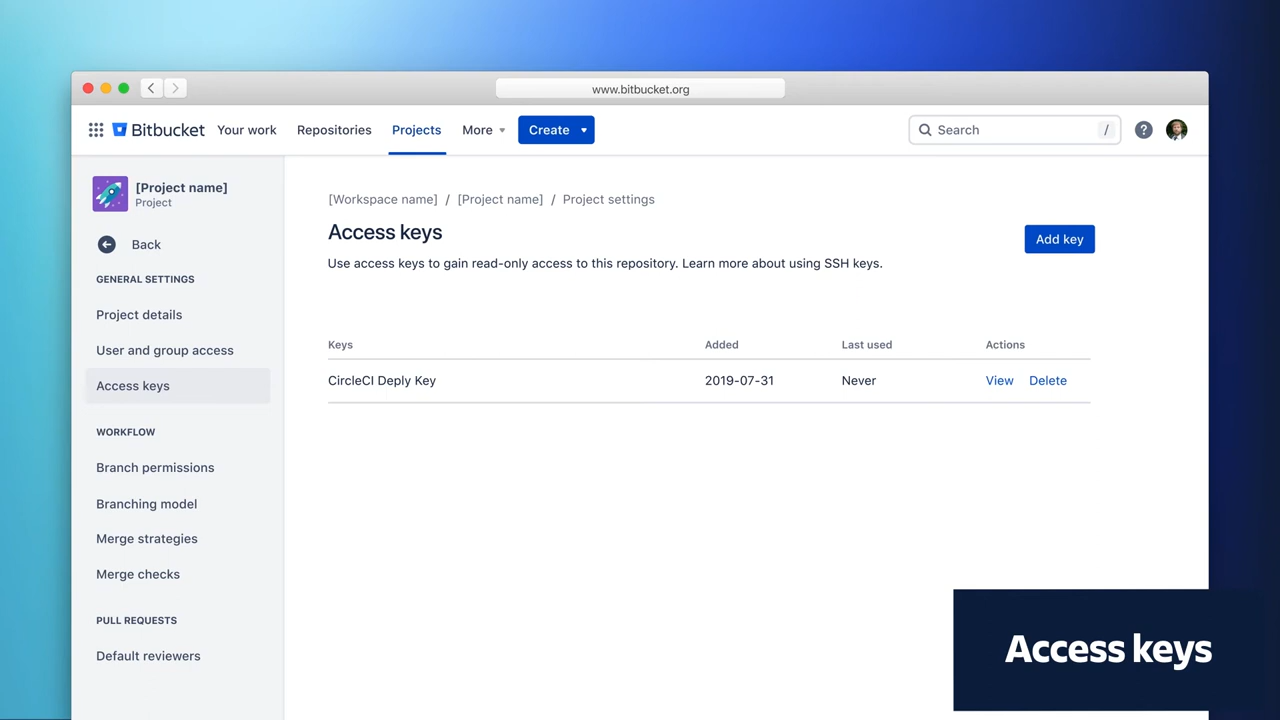 www.bitbucket.org
Bitbucket Your work Repositories Projects More Create Search / ?
[Project name]
Project
Back
GENERAL SETTINGS
Project details
User and group access
Access keys
WORKFLOW
Branch permissions
Branching model
Merge strategies
Merge checks
PULL REQUESTS
Default reviewers
[Workspace name] / [Project name] / Project settings
Access keys
Add key
Use access keys to gain read-only access to this repository. Learn more about using SSH keys.
Keys Added Last used Actions
CircleCI Deply Key 2019-07-31 Never View Delete
Access keys